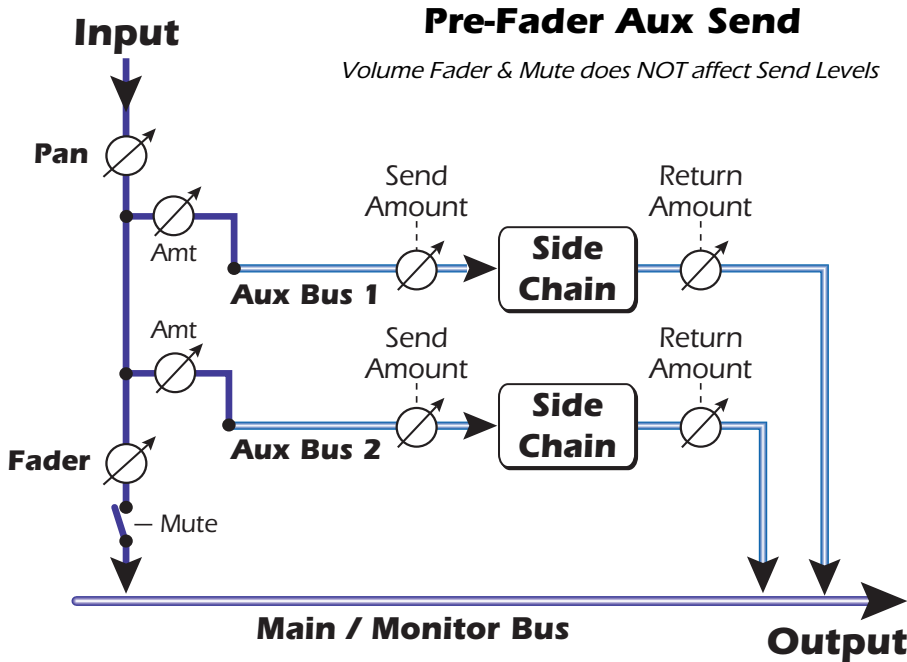 Pre-Fader Aux Send
Input
Volume Fader & Mute does NOT affect Send Levels
Pan
Amt
Send
Amount
Return
Amount
Side
Chain
Aux Bus 1
Amt
Send
Amount
Return
Amount
Side
Chain
Aux Bus 2
Fader
— Mute
Main / Monitor Bus
Output